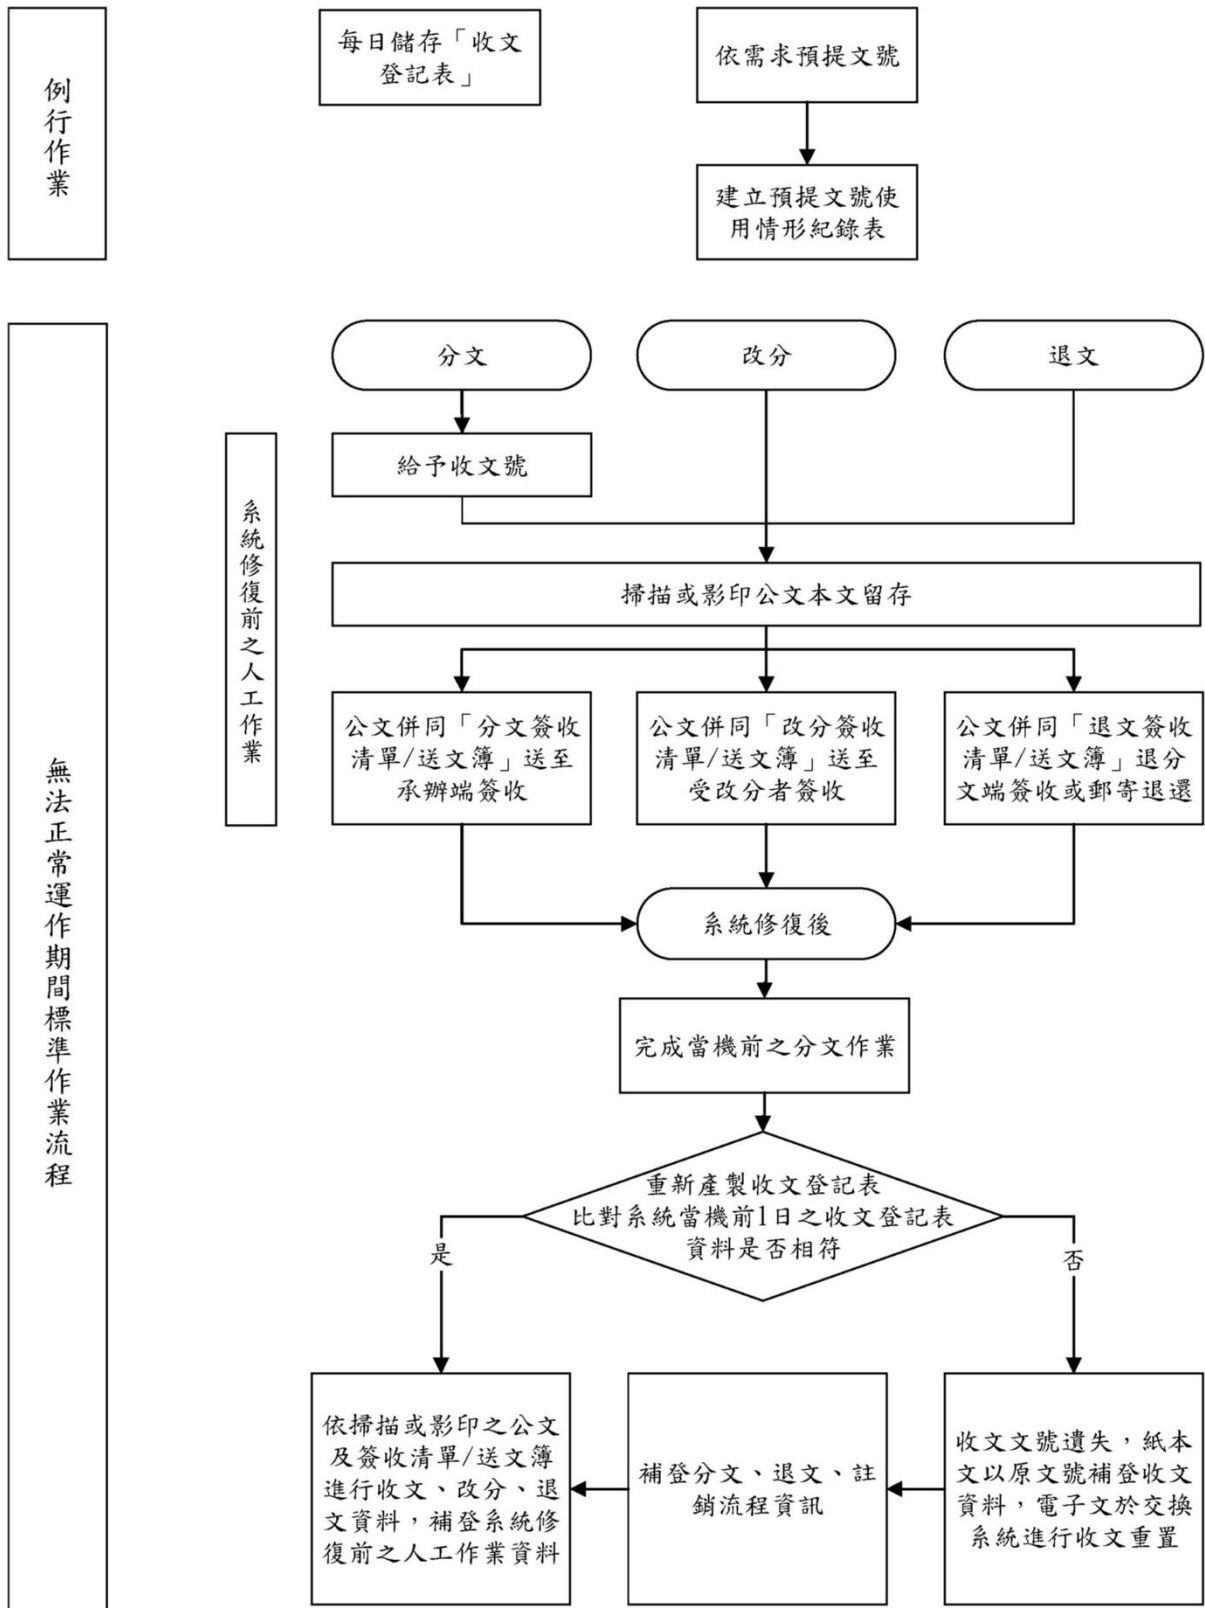 例行作業
每日儲存「收文
登記表」
依需求預提文號
建立預提文號使
用情形紀錄表
無法正常運作期間標準作業流程
系統修復前之人工作業
分文
改分
退文
給予收文號
掃描或影印公文本文留存
公文併同「分文簽收
清單/送文簿」送至
承辦端簽收
公文併同「改分簽收
清單/送文簿」送至
受改分者簽收
公文併同「退文簽收
清單/送文簿」退分
文端簽收或郵寄退還
系統修復後
完成當機前之分文作業
重新產製收文登記表
比對系統當機前1日之收文登記表
資料是否相符
是
否
依掃描或影印之公文
及簽收清單/送文簿
進行收文、改分、退
文資料，補登系統修
復前之人工作業資料
補登分文、退文、註
銷流程資訊
收文文號遺失，紙本
文以原文號補登收文
資料，電子文於交換
系統進行收文重置